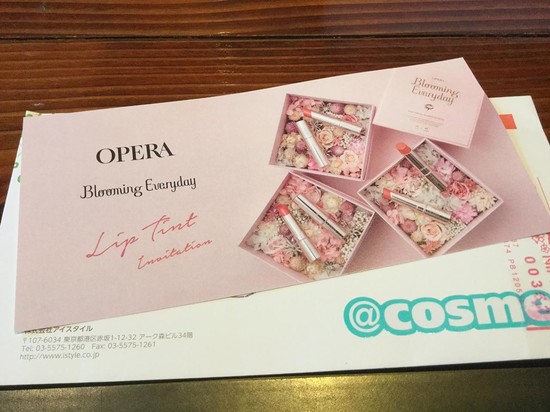 OPERA
Blooming Everyday
Lip Tint
Invitation
OPERA
Blooming
Everyday
株式会社アイスタイル
〒107-6034 東京都港区赤坂1-12-32 アーク森ビル34階
Tel: 03-5575-1260 Fax: 03-5575-1261
http://www.istyle.co.jp
@cosme